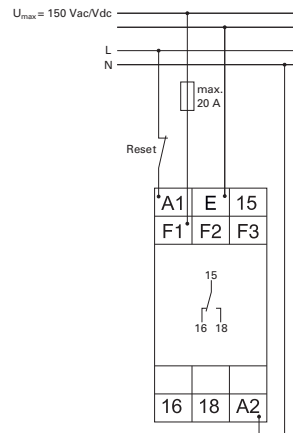 Umax = 150 Vac/Vdc
L
N
max.
20 A
Reset
A1 E 15
F1 F2 F3
15
16 18
16 18 A2